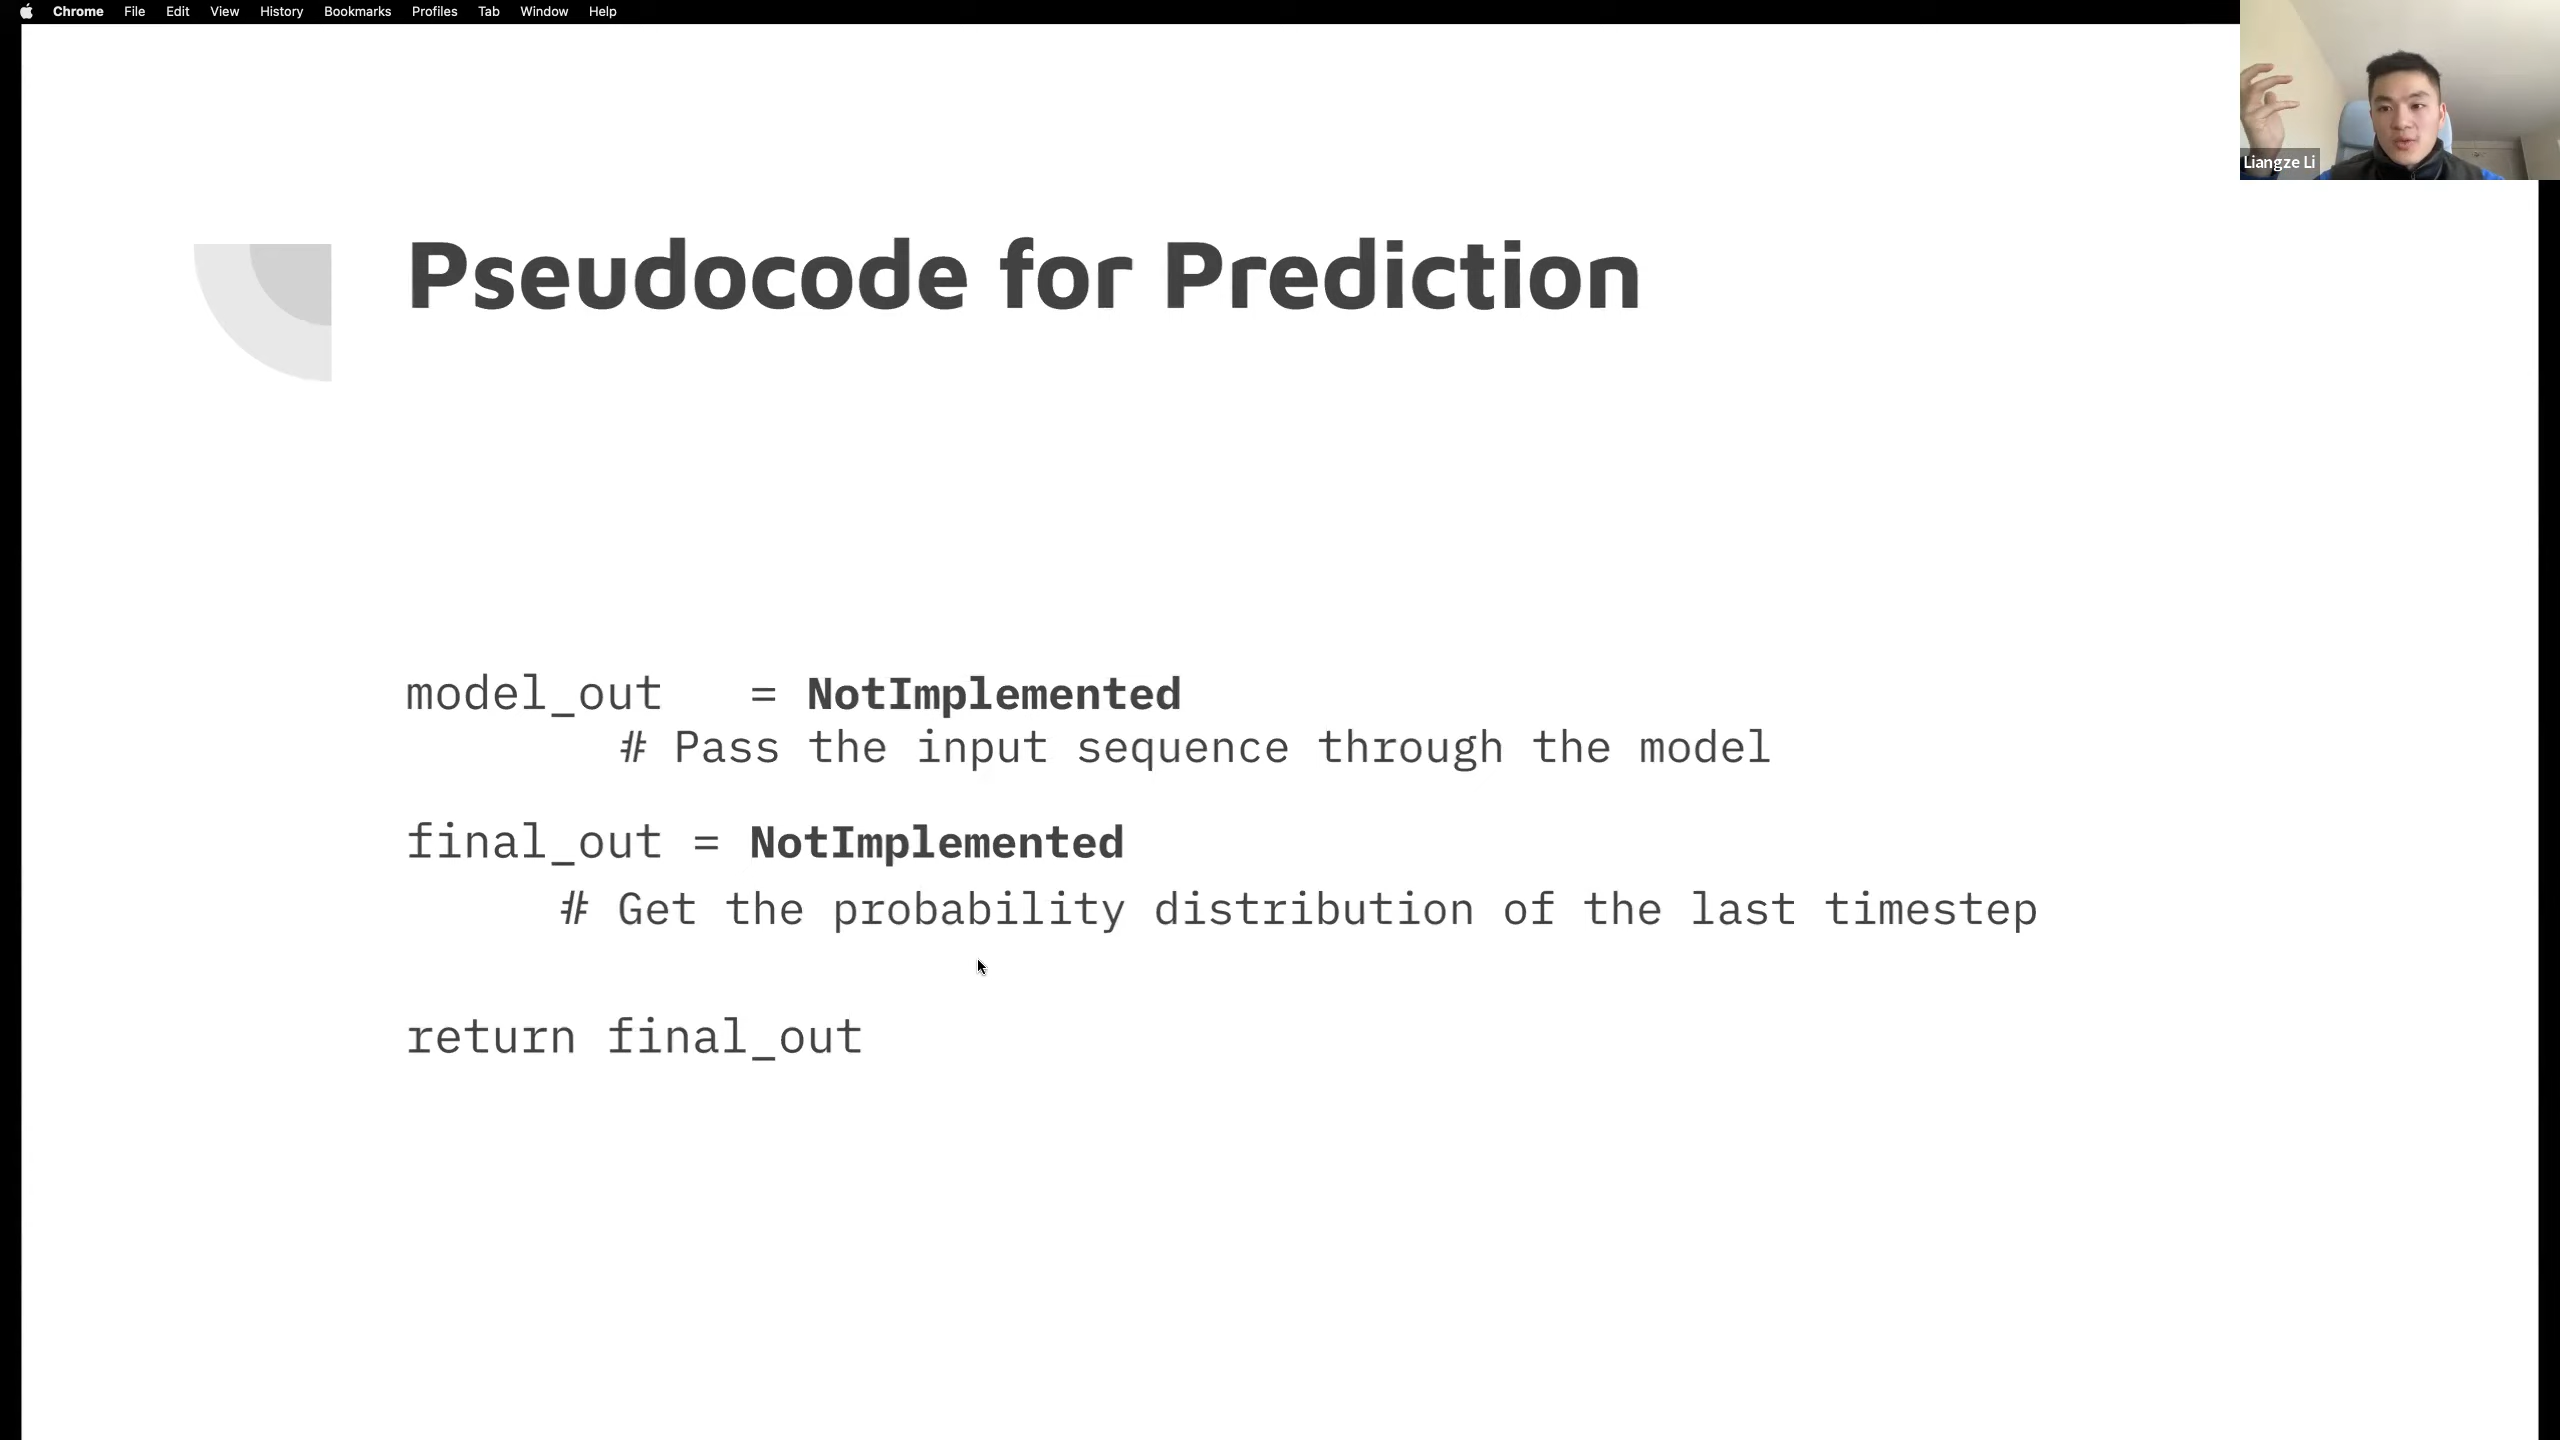 Chrome File Edit View History Bookmarks Profiles Tab Window Help
Liangze Li
Pseudocode for Prediction
model_out = NotImplemented
# Pass the input sequence through the model
final_out = NotImplemented
# Get the probability distribution of the last timestep
return final_out